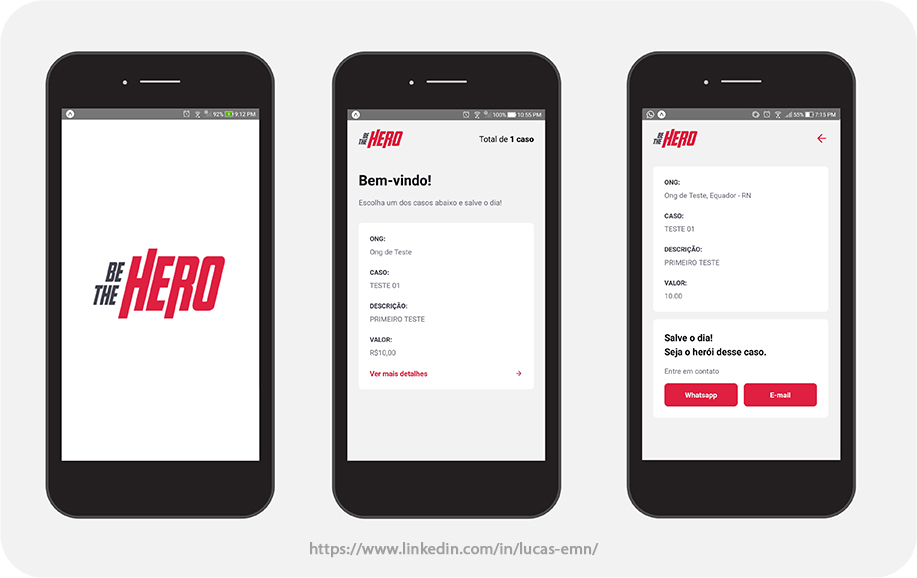 92% 9:12 PM
BE
THE HERO
100% 10:55 PM
BE
THE HERO
Total de 1 caso
Bem-vindo!
Escolha um dos casos abaixo e salve o dia!
ONG:
Ong de Teste
CASO:
TESTE 01
DESCRIÇÃO:
PRIMEIRO TESTE
VALOR:
R$10,00
Ver mais detalhes
55% 7:15 PM
BE
THE HERO
ONG:
Ong de Teste, Equador - RN
CASO:
TESTE 01
DESCRIÇÃO:
PRIMEIRO TESTE
VALOR:
10:00
Salve o dia!
Seja o herói desse caso.
Entre em contato
Whatsapp
E-mail
https://www.linkedin.com/in/lucas-emn/